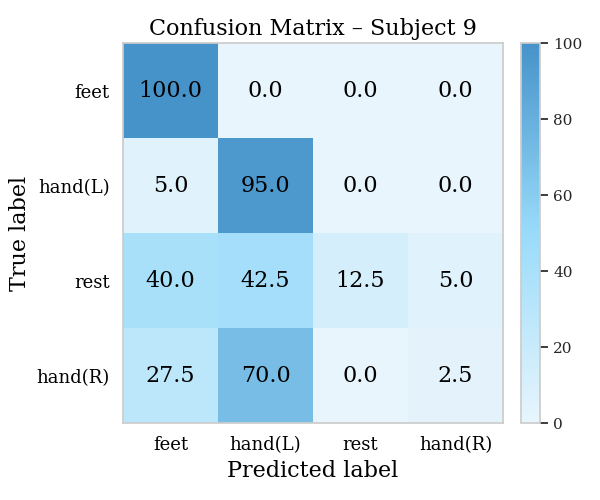 Confusion Matrix – Subject 9
True label
feet 100.0 0.0 0.0 0.0
hand(L) 5.0 95.0 0.0 0.0
rest 40.0 42.5 12.5 5.0
hand(R) 27.5 70.0 0.0 2.5
feet hand(L) rest hand(R)
Predicted label
100
80
60
40
20
0